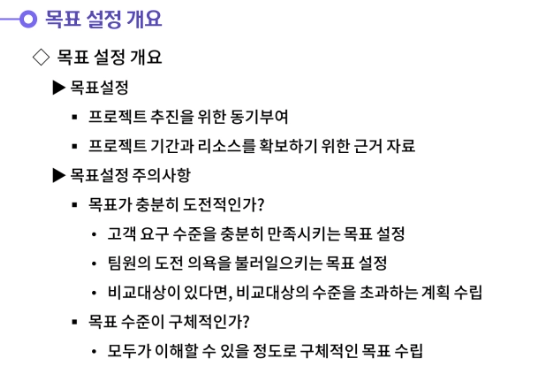 목표 설정 개요
◇ 목표 설정 개요
▶ 목표설정
▪ 프로젝트 추진을 위한 동기부여
▪ 프로젝트 기간과 리소스를 확보하기 위한 근거 자료
▶ 목표설정 주의사항
▪ 목표가 충분히 도전적인가?
• 고객 요구 수준을 충분히 만족시키는 목표 설정
• 팀원의 도전 의욕을 불러일으키는 목표 설정
• 비교대상이 있다면, 비교대상의 수준을 초과하는 계획 수립
▪ 목표 수준이 구체적인가?
• 모두가 이해할 수 있을 정도로 구체적인 목표 수립